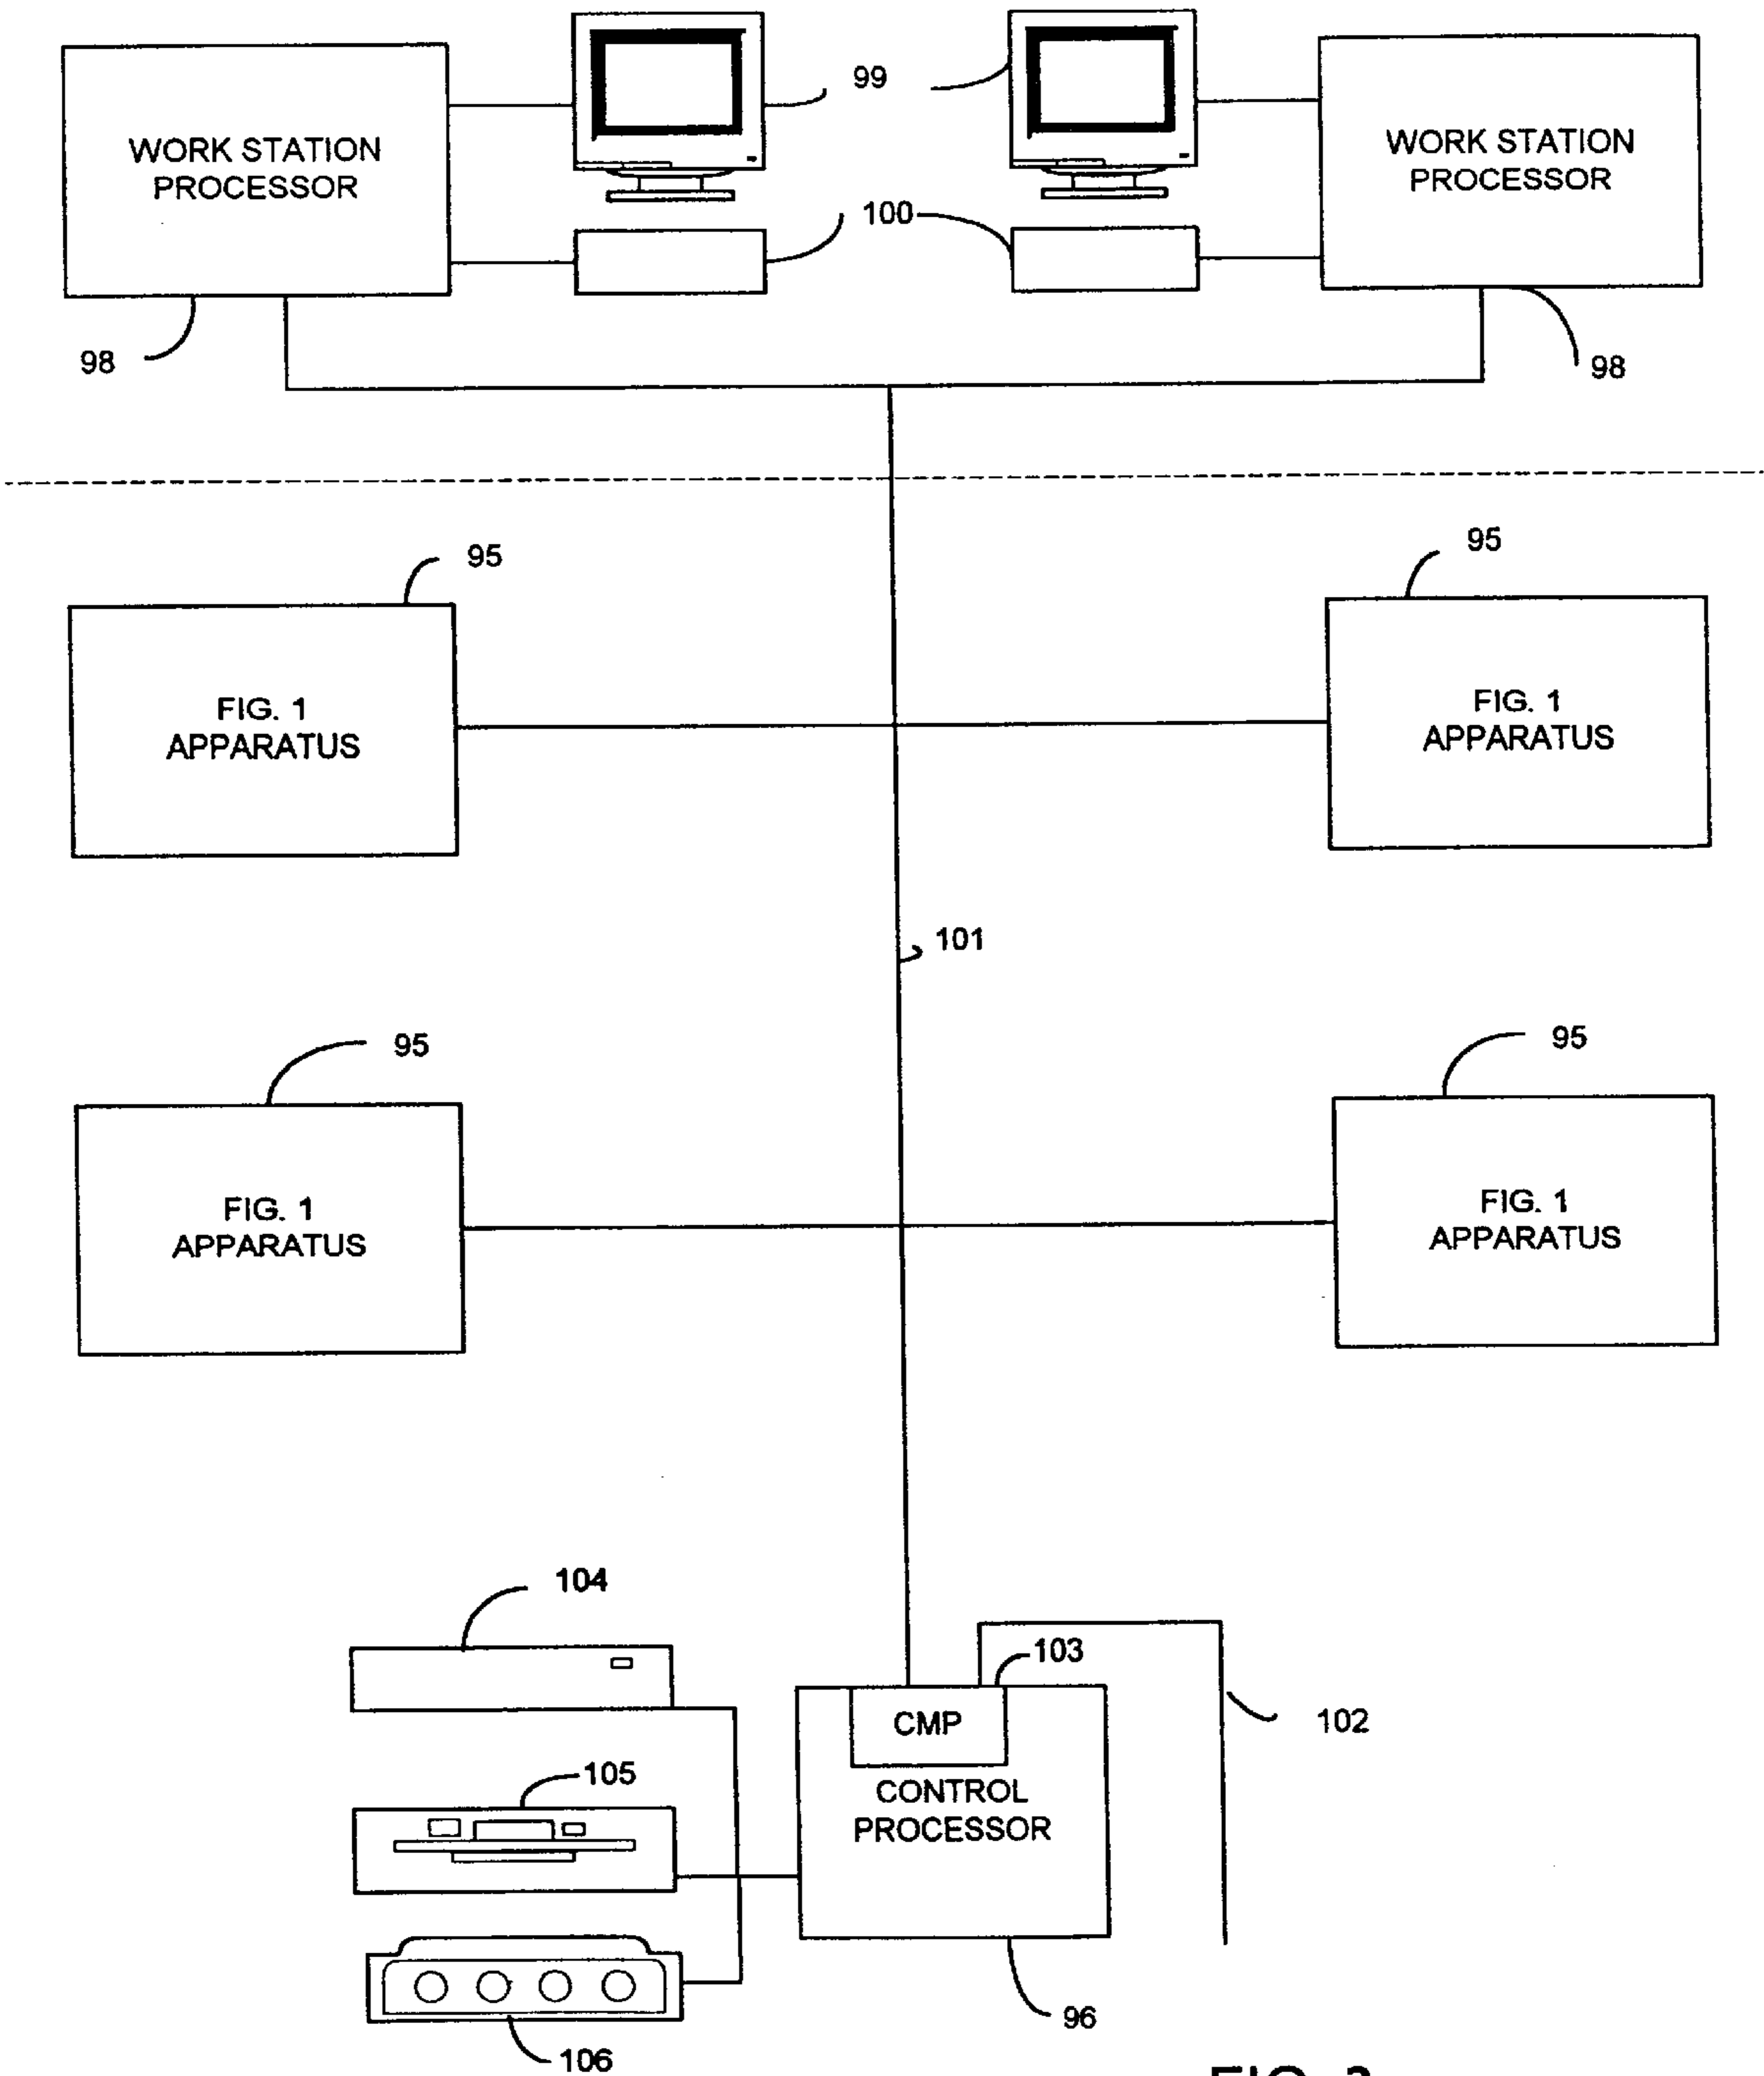 99
WORK STATION
PROCESSOR
WORK STATION
PROCESSOR
100
98
98
95
95
FIG. 1
APPARATUS
FIG. 1
APPARATUS
101
95
95
FIG. 1
APPARATUS
FIG. 1
APPARATUS
104
103
CMP
102
105
CONTROL
PROCESSOR
96
106